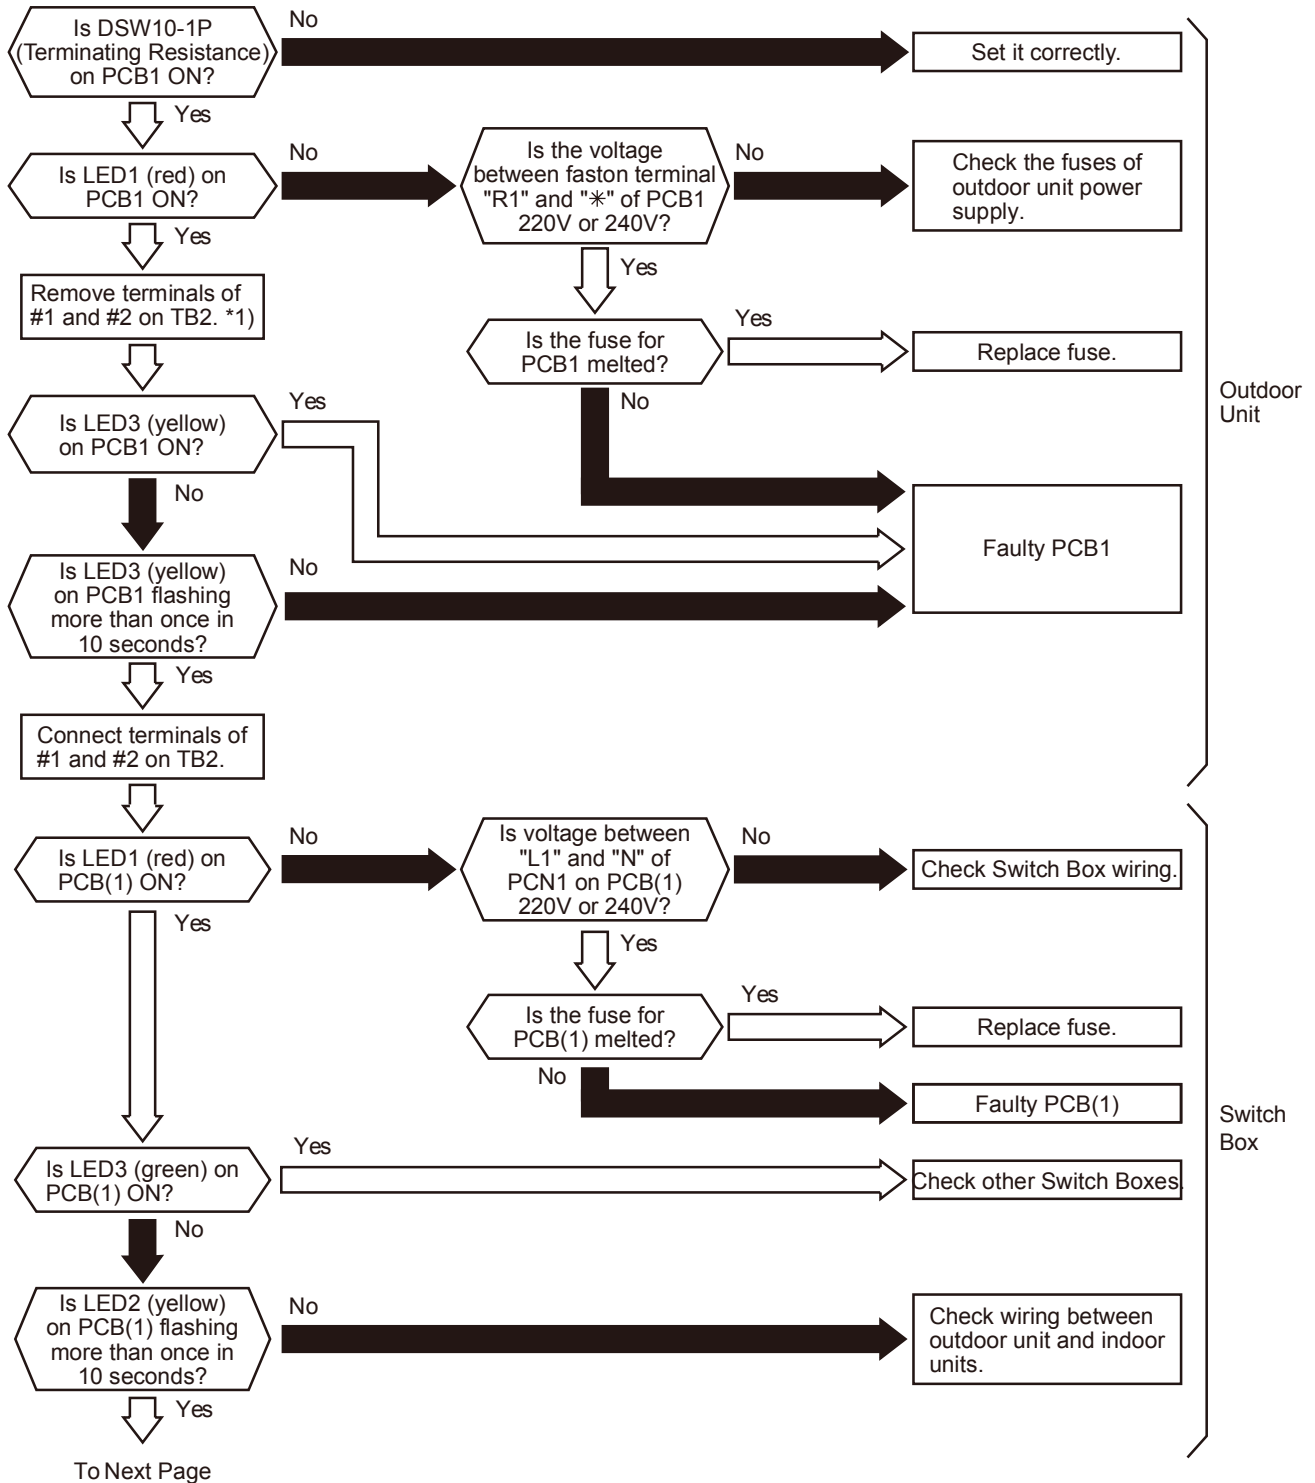 Is DSW10-1P
(Terminating Resistance)
on PCB1 ON?
No
Set it correctly.
Yes
Is LED1 (red) on
PCB1 ON?
No
Is the voltage
between faston terminal
"R1" and "✳" of PCB1
220V or 240V?
No
Check the fuses of
outdoor unit power
supply.
Yes
Yes
Remove terminals of
#1 and #2 on TB2. *1)
Is the fuse for
PCB1 melted?
Yes
Replace fuse.
No
Is LED3 (yellow)
on PCB1 ON?
Yes
Outdoor
Unit
No
Faulty PCB1
Is LED3 (yellow)
on PCB1 flashing
more than once in
10 seconds?
No
Yes
Connect terminals of
#1 and #2 on TB2.
Is LED1 (red) on
PCB(1) ON?
No
Is voltage between
"L1" and "N" of
PCN1 on PCB(1)
220V or 240V?
No
Check Switch Box wiring.
Yes
Yes
Is the fuse for
PCB(1) melted?
Yes
Replace fuse.
No
Faulty PCB(1)
Switch
Box
Is LED3 (green) on
PCB(1) ON?
Yes
Check other Switch Boxes.
No
Is LED2 (yellow)
on PCB(1) flashing
more than once in
10 seconds?
No
Check wiring between
outdoor unit and indoor
units.
Yes
To Next Page